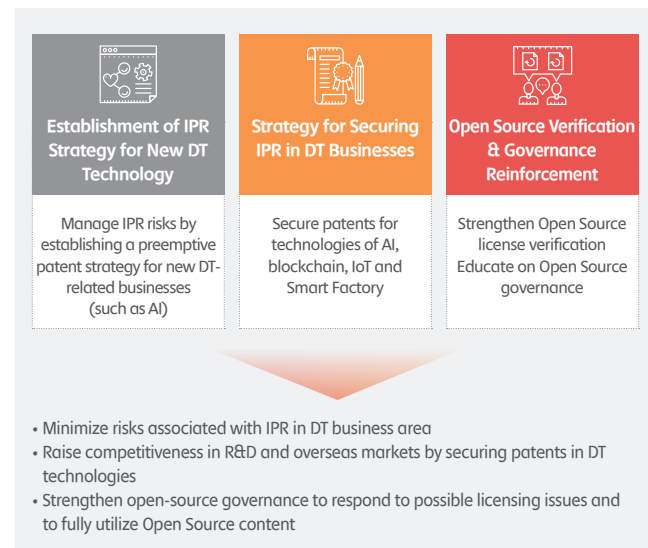 Establishment of IPR
Strategy for New DT
Technology
Manage IPR risks by
establishing a preemptive
patent strategy for new DT-
related businesses
(such as AI)
Strategy for Securing
IPR in DT Businesses
Secure patents for
technologies of AI,
blockchain, IoT and
Smart Factory
Open Source Verification
& Governance
Reinforcement
Strengthen Open Source
license verification
Educate on Open Source
governance
• Minimize risks associated with IPR in DT business area
• Raise competitiveness in R&D and overseas markets by securing patents in DT
technologies
• Strengthen open-source governance to respond to possible licensing issues and
to fully utilize Open Source content